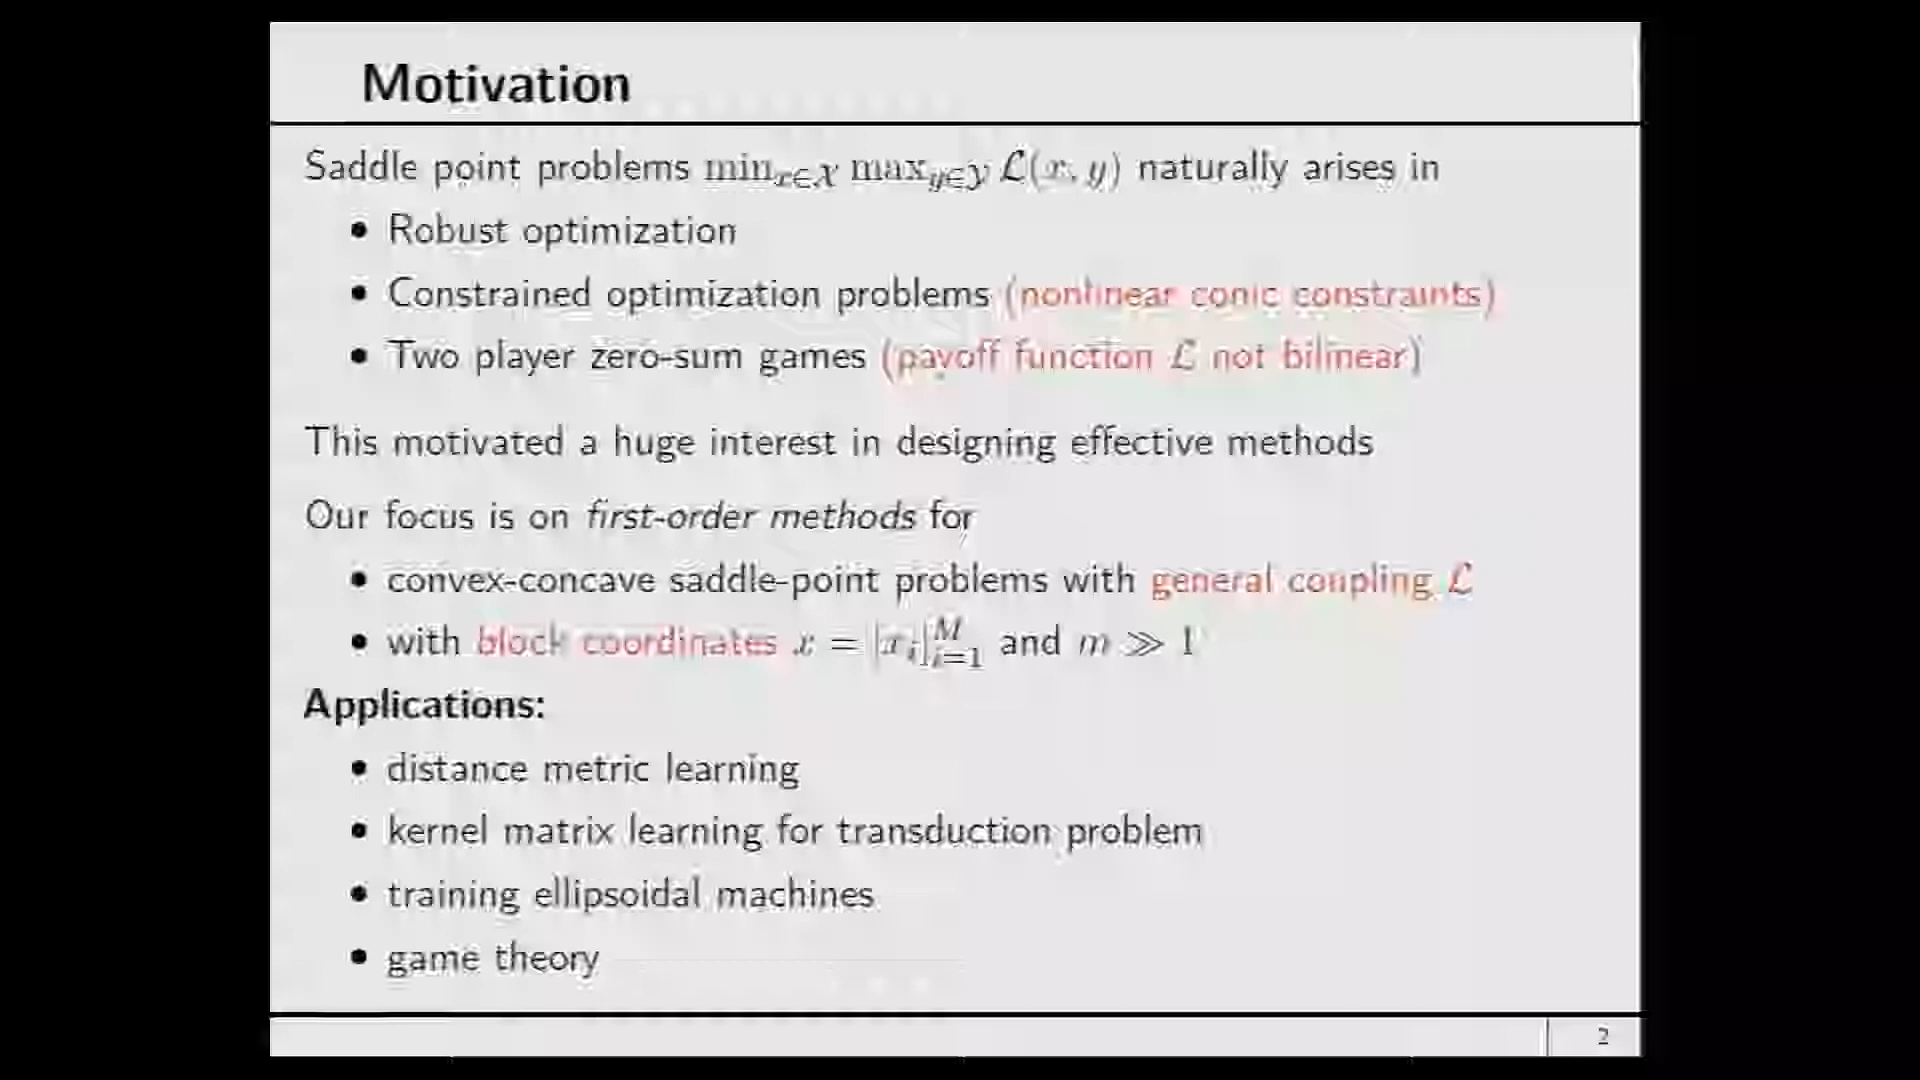 Motivation
Saddle point problems min_{x∈𝒳} max_{y∈𝒴} ℒ(x, y) naturally arises in
• Robust optimization
• Constrained optimization problems (nonlinear conic constraints)
• Two player zero-sum games (payoff function ℒ not bilinear)
This motivated a huge interest in designing effective methods
Our focus is on first-order methods for
• convex-concave saddle-point problems with general coupling ℒ
• with block coordinates x = [x_i]_{i=1}^M and m ≫ 1
Applications:
• distance metric learning
• kernel matrix learning for transduction problem
• training ellipsoidal machines
• game theory
2